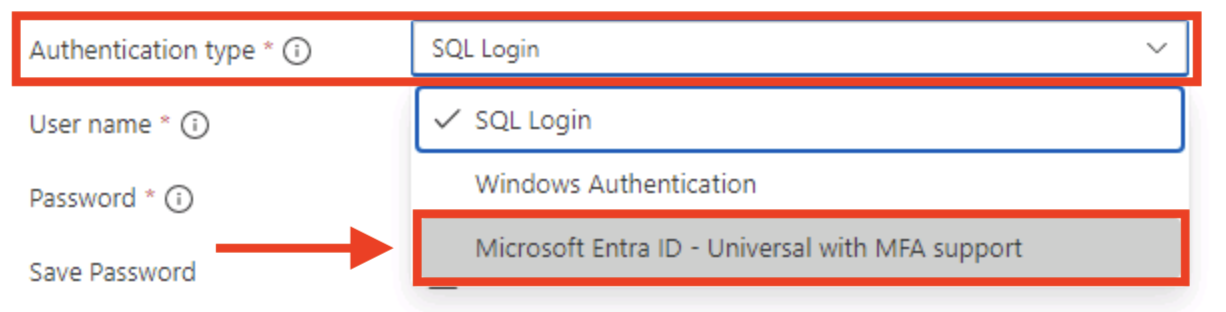 Authentication type * SQL Login
SQL Login
User name *
Windows Authentication
Password *
Microsoft Entra ID - Universal with MFA support
Save Password